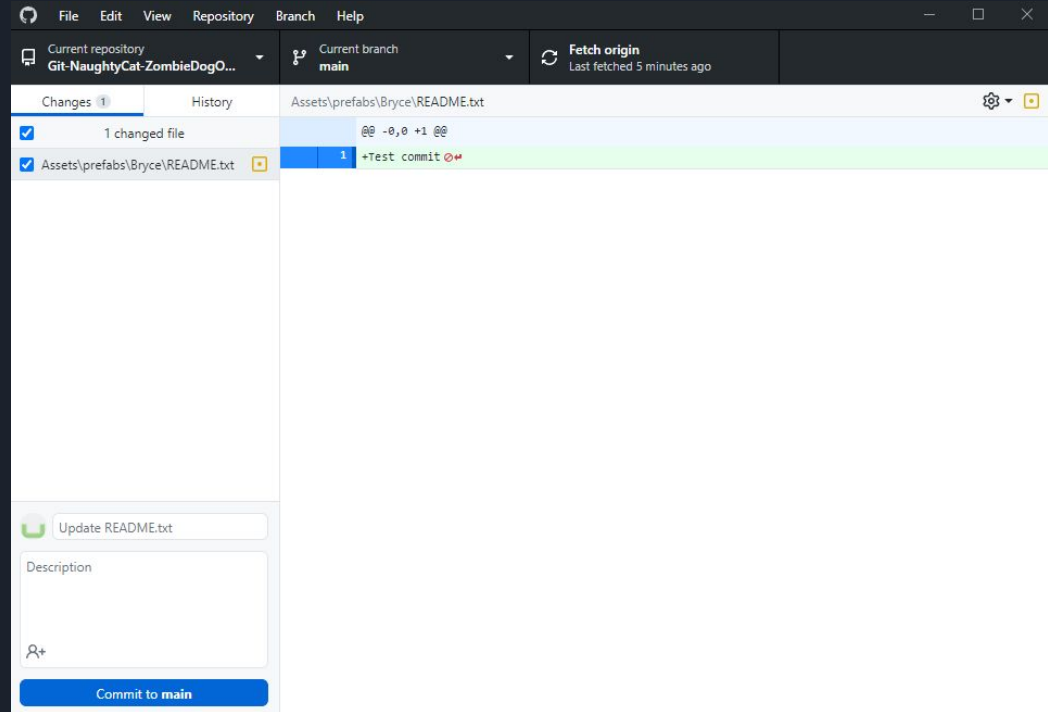 File Edit View Repository Branch Help
Current repository
Git-NaughtyCat-ZombieDogO...
Current branch
main
Fetch origin
Last fetched 5 minutes ago
Changes 1 History
1 changed file
Assets\prefabs\Bryce\README.txt
Assets\prefabs\Bryce\README.txt
@@ -0,0 +1 @@
1 +Test commit
Update README.txt
Description
Commit to main